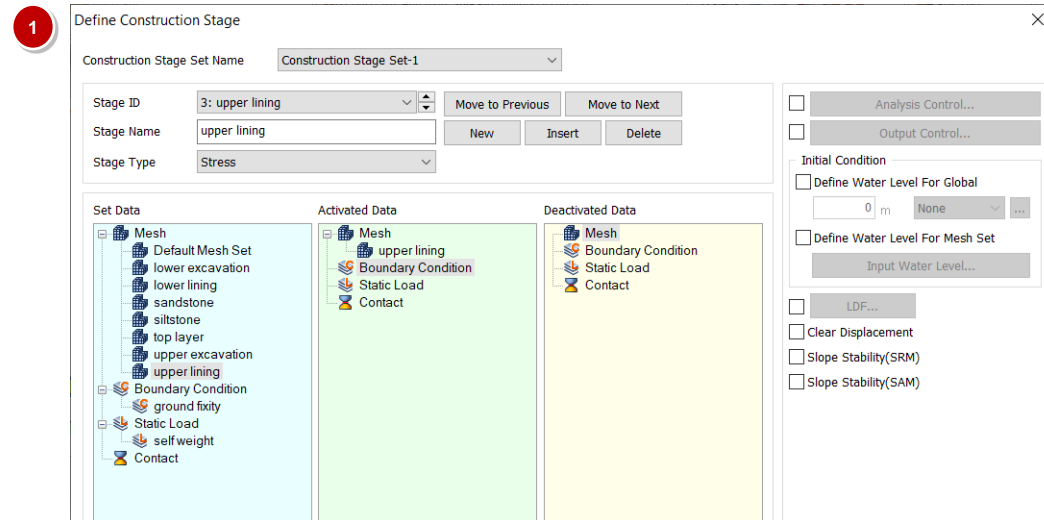 1
Define Construction Stage
Construction Stage Set Name
Construction Stage Set-1
Stage ID
3: upper lining
Move to Previous
Move to Next
Stage Name
upper lining
New
Insert
Delete
Stage Type
Stress
Analysis Control...
Output Control...
Initial Condition
Define Water Level For Global
0 m
None
...
Define Water Level For Mesh Set
Input Water Level...
LDF...
Clear Displacement
Slope Stability(SRM)
Slope Stability(SAM)
Set Data
Mesh
Default Mesh Set
lower excavation
lower lining
sandstone
siltstone
top layer
upper excavation
upper lining
Boundary Condition
ground fixity
Static Load
self weight
Contact
Activated Data
Mesh
upper lining
Boundary Condition
Static Load
Contact
Deactivated Data
Mesh
Boundary Condition
Static Load
Contact